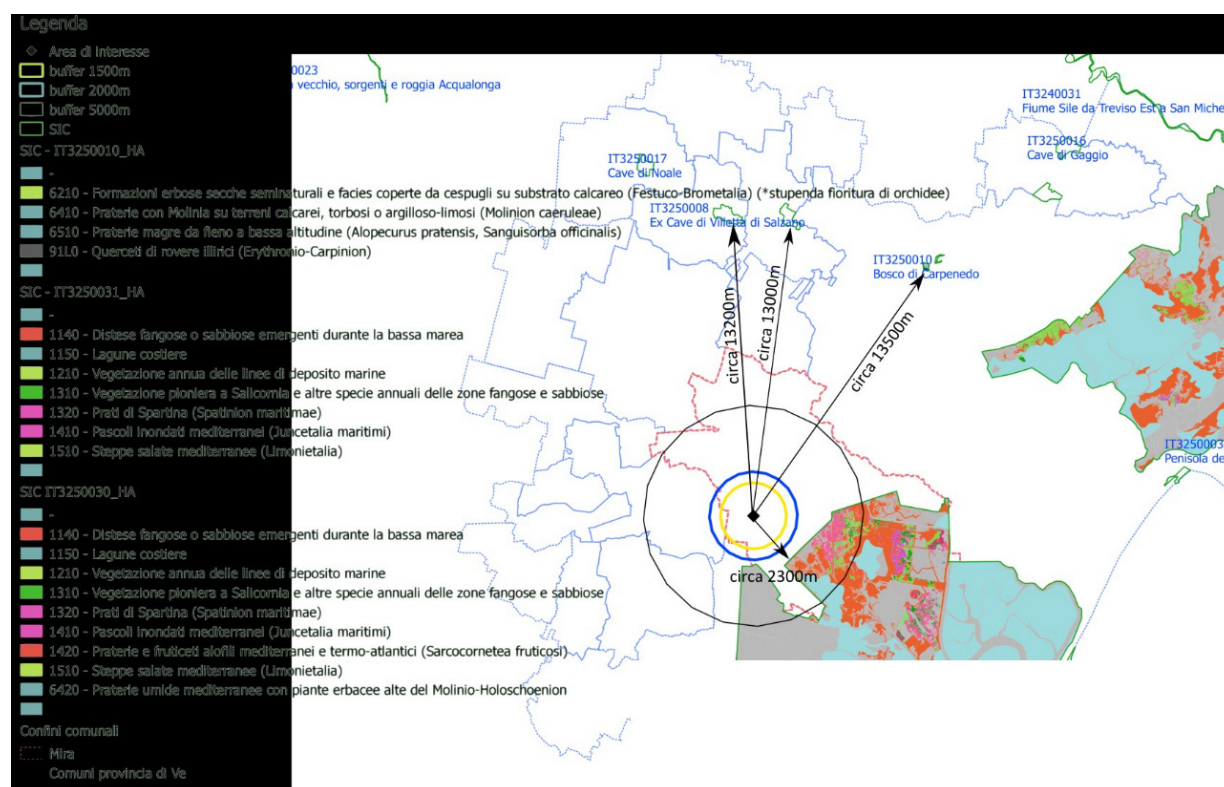 Legenda
Area di Interesse
buffer 1500m
buffer 2000m
buffer 5000m
SIC
SIC - IT3250010_HA
-
6210 - Formazioni erbose secche seminaturali e facies coperte da cespugli su substrato calcareo (Festuco-Brometalia) (*stupenda fioritura di orchidee)
6410 - Praterie con Molinia su terreni calcarei, torbosi o argilloso-limosi (Molinion caeruleae)
6510 - Praterie magre da fieno a bassa altitudine (Alopecurus pratensis, Sanguisorba officinalis)
91L0 - Querceti di rovere illirici (Erythronio-Carpinion)
SIC - IT3250031_HA
-
1140 - Distese fangose o sabbiose emergenti durante la bassa marea
1150 - Lagune costiere
1210 - Vegetazione annua delle linee di deposito marine
1310 - Vegetazione pioniera a Salicornia e altre specie annuali delle zone fangose e sabbiose
1320 - Prati di Spartina (Spatinion maritimae)
1410 - Pascoli inondati mediterranei (Juncetalia maritimi)
1510 - Steppe salate mediterranee (Limonietalia)
SIC IT3250030_HA
-
1140 - Distese fangose o sabbiose emergenti durante la bassa marea
1150 - Lagune costiere
1210 - Vegetazione annua delle linee di deposito marine
1310 - Vegetazione pioniera a Salicornia e altre specie annuali delle zone fangose e sabbiose
1320 - Prati di Spartina (Spatinion maritimae)
1410 - Pascoli inondati mediterranei (Juncetalia maritimi)
1420 - Praterie e fruticeti alofili mediterranei e termo-atlantici (Sarcocornetea fruticosi)
1510 - Steppe salate mediterranee (Limonietalia)
6420 - Praterie umide mediterranee con piante erbacee alte del Molinio-Holoschoenion
Confini comunali
Mira
Comuni provincia di Ve
0023
vecchio, sorgenti e roggia Acqualonga
IT3240031
Fiume Sile da Treviso Est a San Miche
IT3250016
Cave di Gaggio
IT3250017
Cave di Noale
IT3250008
Ex Cave di Villetta di Salzano
IT3250010
Bosco di Carpenedo
circa 13200m
circa 13000m
circa 13500m
IT325000
Penisola de
circa 2300m